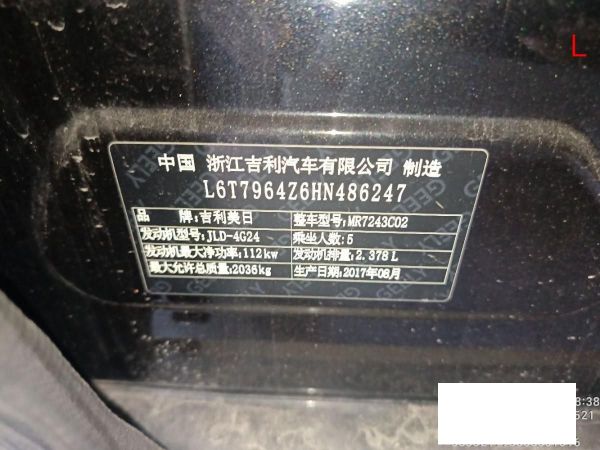 L
中国 浙江吉利汽车有限公司 制造
L6T7964Z6HN486247
品 牌:吉利美日 整车型号:MR7243C02
发动机型号:JLD-4G24 乘坐人数:5
发动机最大净功率:112kw 发动机排量:2.378L
最大允许总质量:2036kg 生产日期:2017年08月